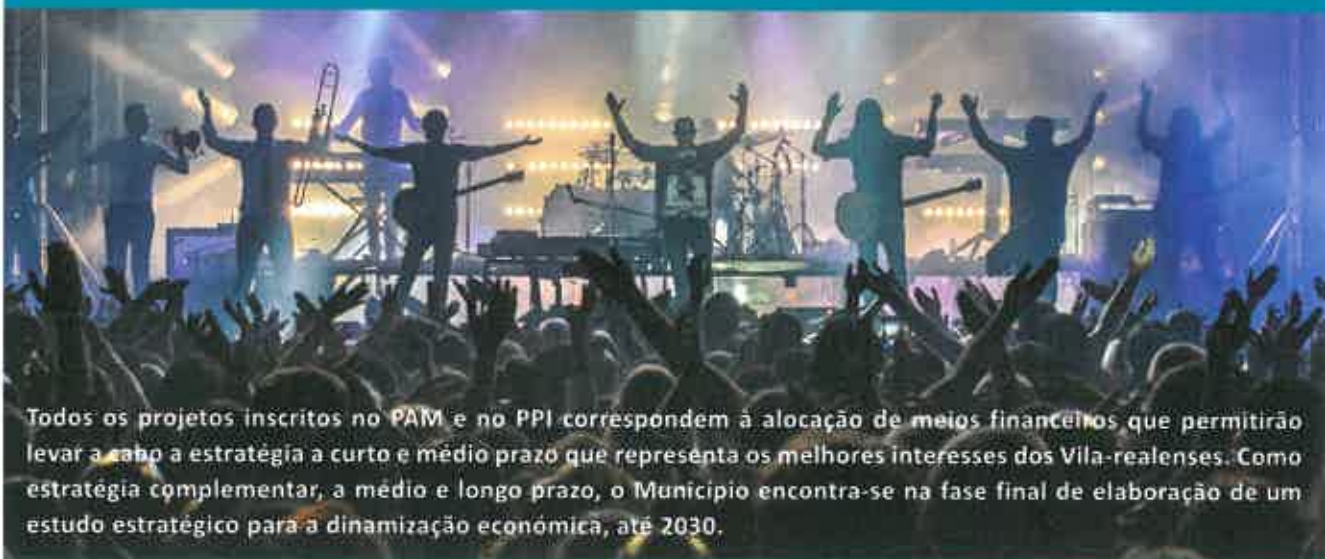 Todos os projetos inscritos no PAM e no PPI correspondem à alocação de meios financeiros que permitirão
levar a cabo a estratégia a curto e médio prazo que representa os melhores interesses dos Vila-realenses. Como
estratégia complementar, a médio e longo prazo, o Município encontra-se na fase final de elaboração de um
estudo estratégico para a dinamização económica, até 2030.